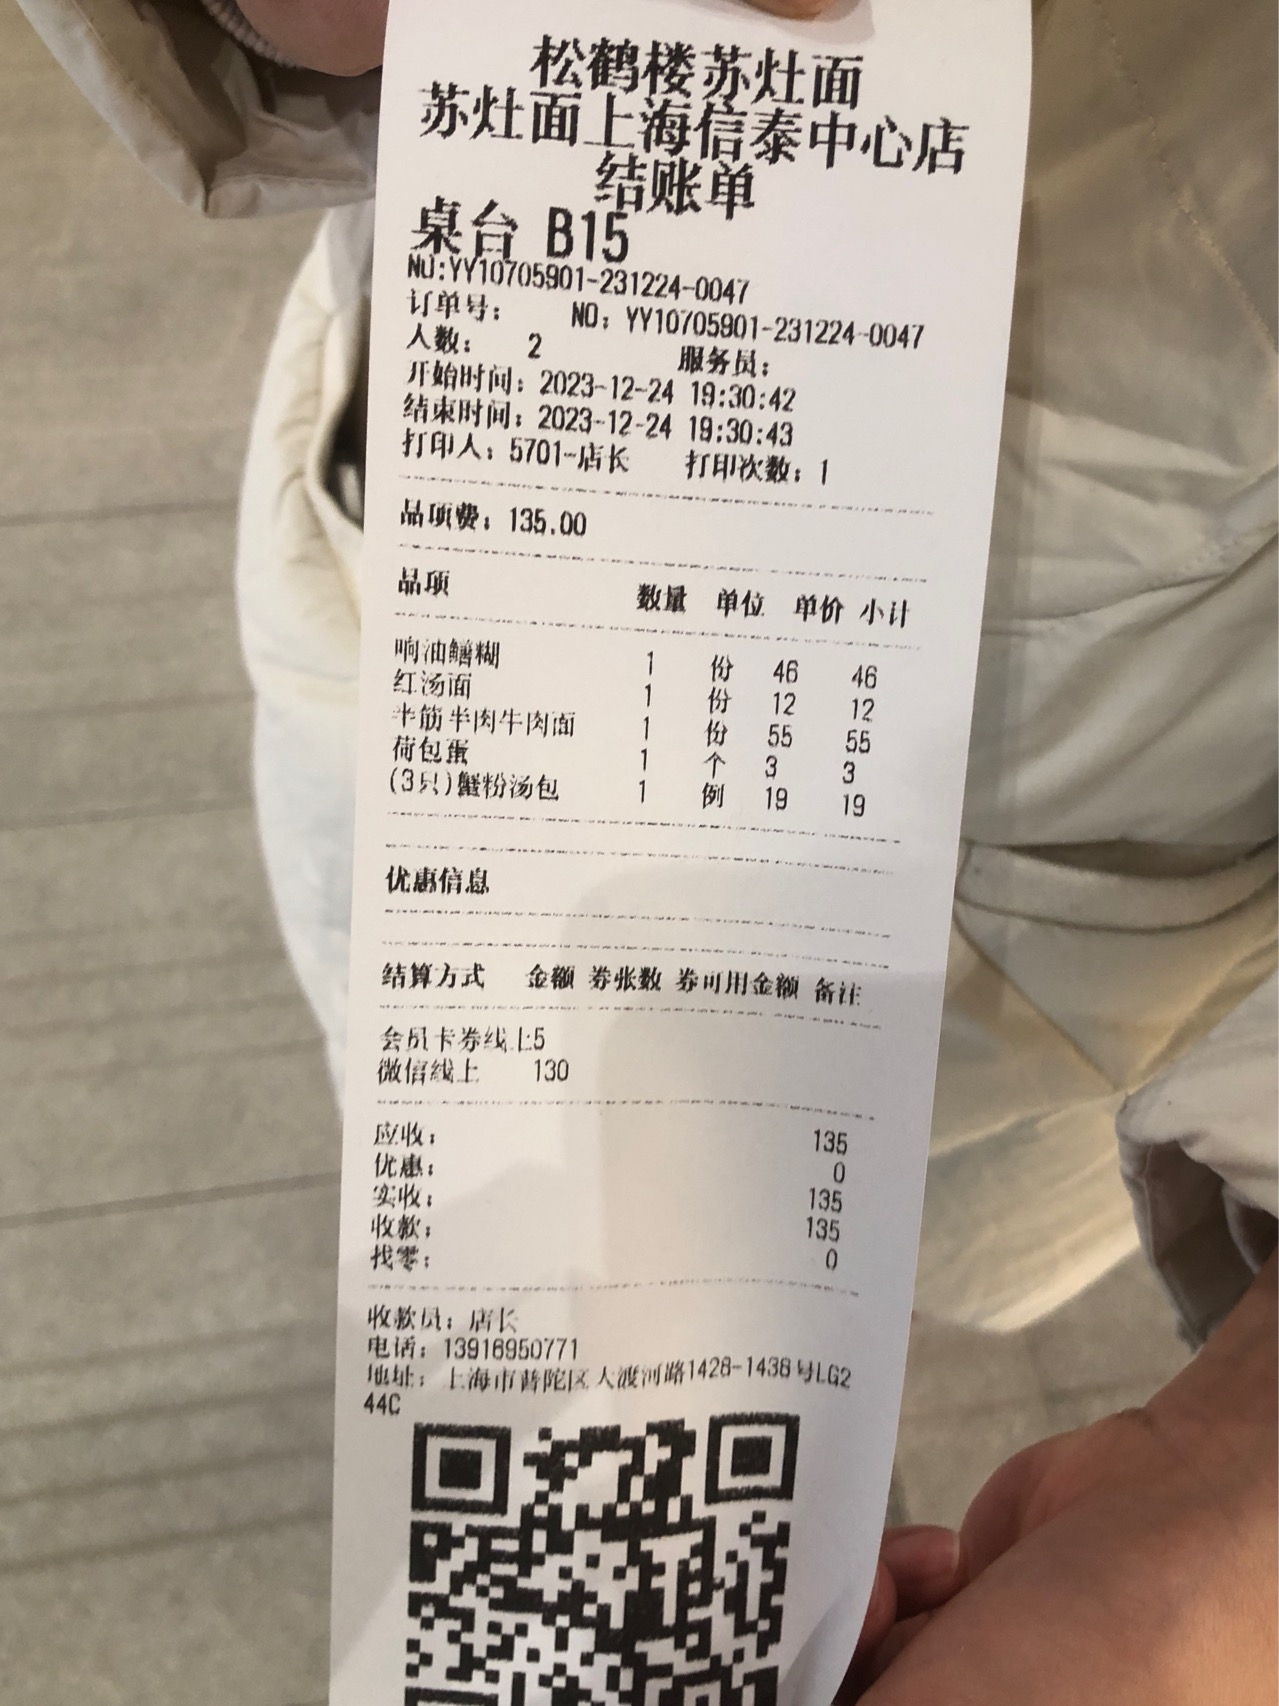 松鹤楼苏灶面
苏灶面上海信泰中心店
结账单
桌台 B15
NO:YY10705901-231224-0047
订单号: NO: YY10705901-231224-0047
人数: 2 服务员:
开始时间: 2023-12-24 19:30:42
结束时间: 2023-12-24 19:30:43
打印人: 5701-店长 打印次数: 1
品项费: 135.00
品项 数量 单位 单价 小计
响油鳝糊 1 份 46 46
红汤面 1 份 12 12
半筋半肉牛肉面 1 份 55 55
荷包蛋 1 个 3 3
(3只)蟹粉汤包 1 例 19 19
优惠信息
结算方式 金额 券张数 券可用金额 备注
会员卡券线上5
微信线上 130
应收: 135
优惠: 0
实收: 135
收款: 135
找零: 0
收款员: 店长
电话: 13916950771
地址: 上海市普陀区大渡河路1428-1438号LG2
44C